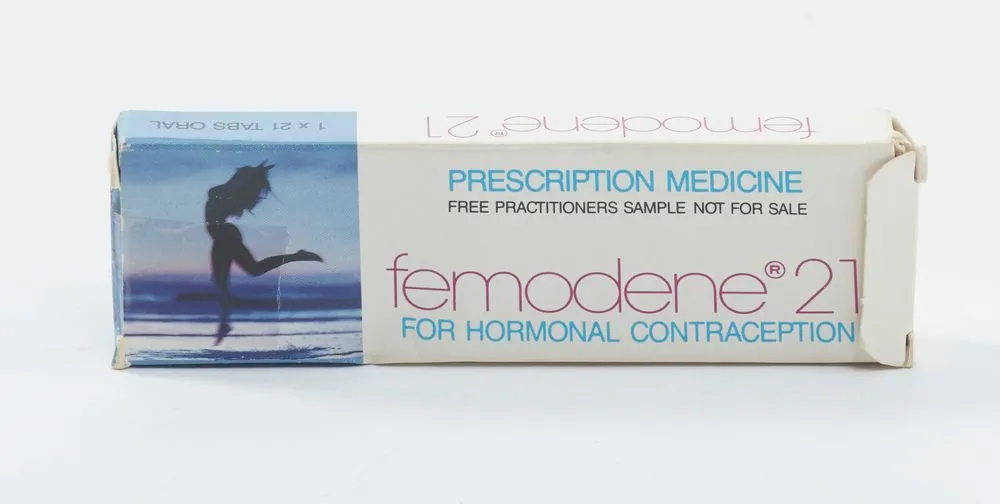 1 x 21 TABS ORAL
femodene® 21
PRESCRIPTION MEDICINE
FREE PRACTITIONERS SAMPLE NOT FOR SALE
femodene® 21
FOR HORMONAL CONTRACEPTION